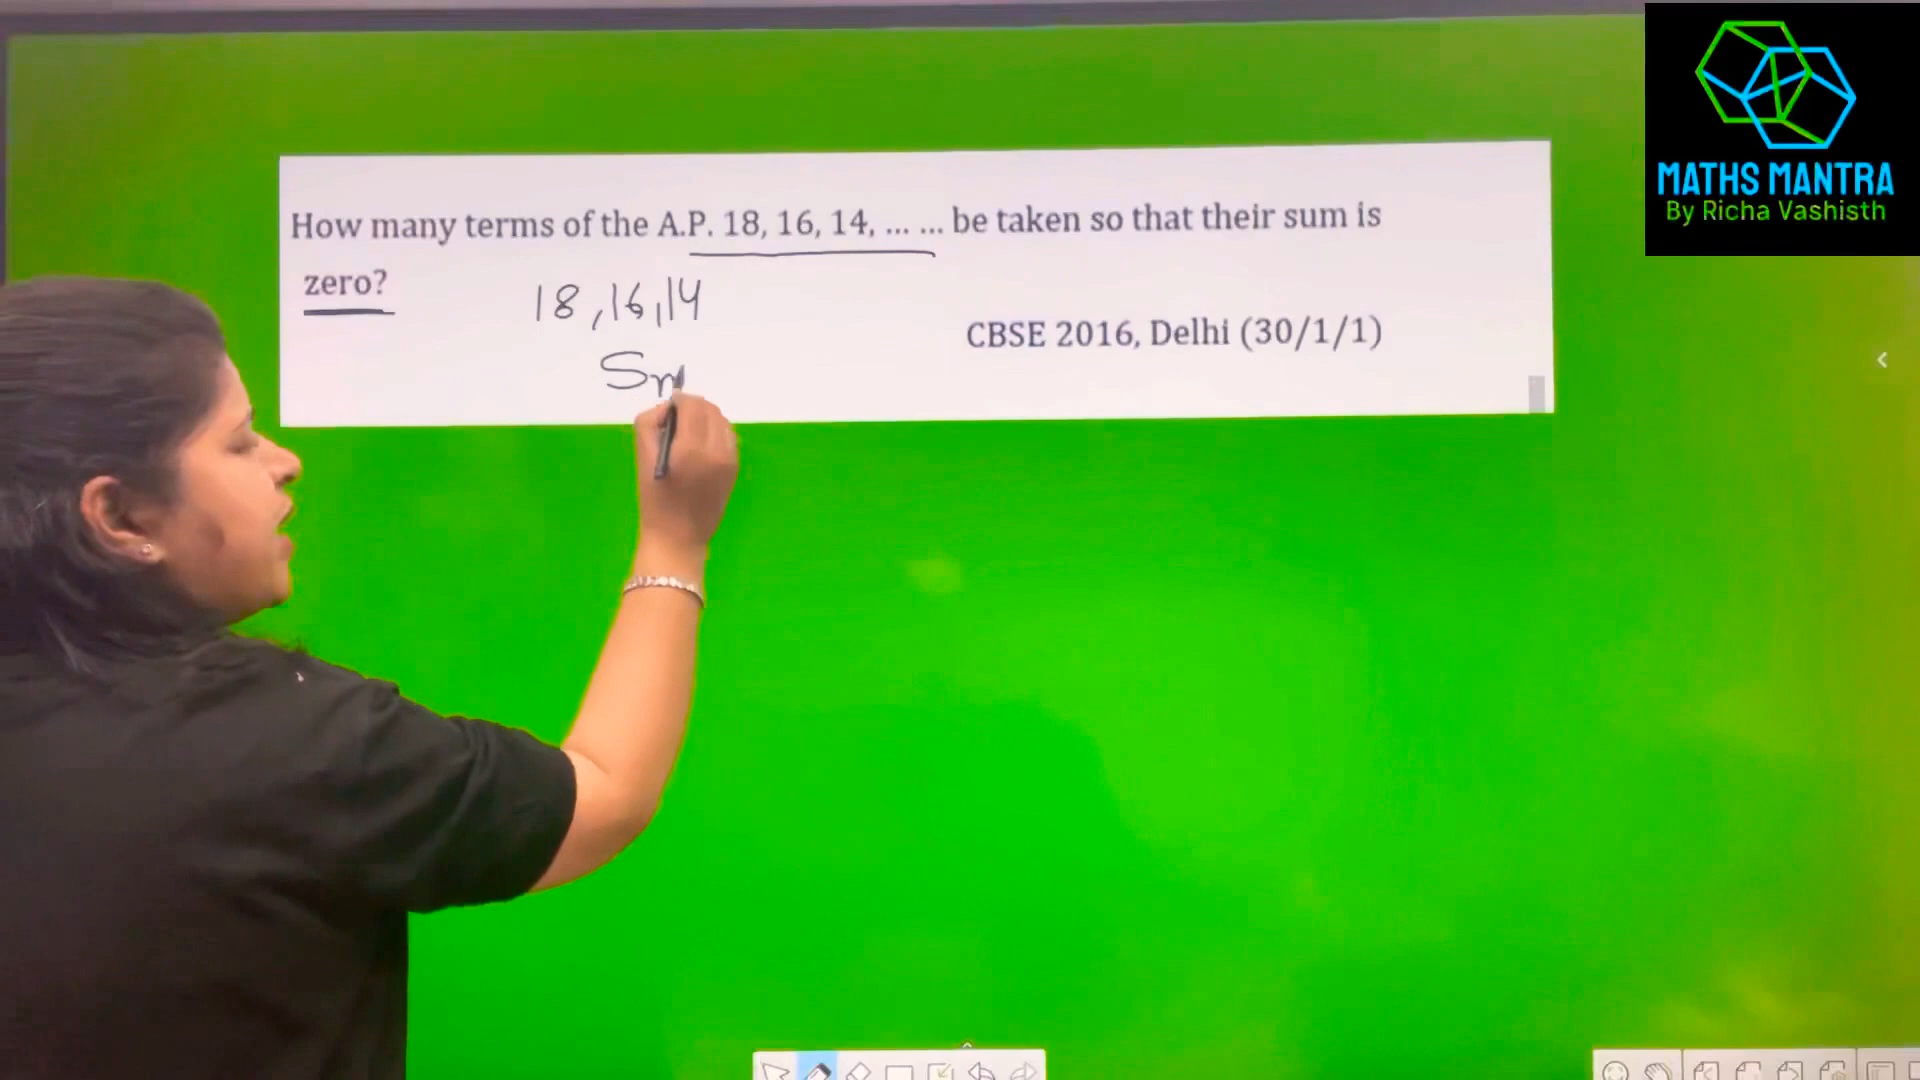 How many terms of the A.P. 18, 16, 14, ... ... be taken so that their sum is
zero?
18, 16, 14
CBSE 2016, Delhi (30/1/1)
Sn
MATHS MANTRA
By Richa Vashisth